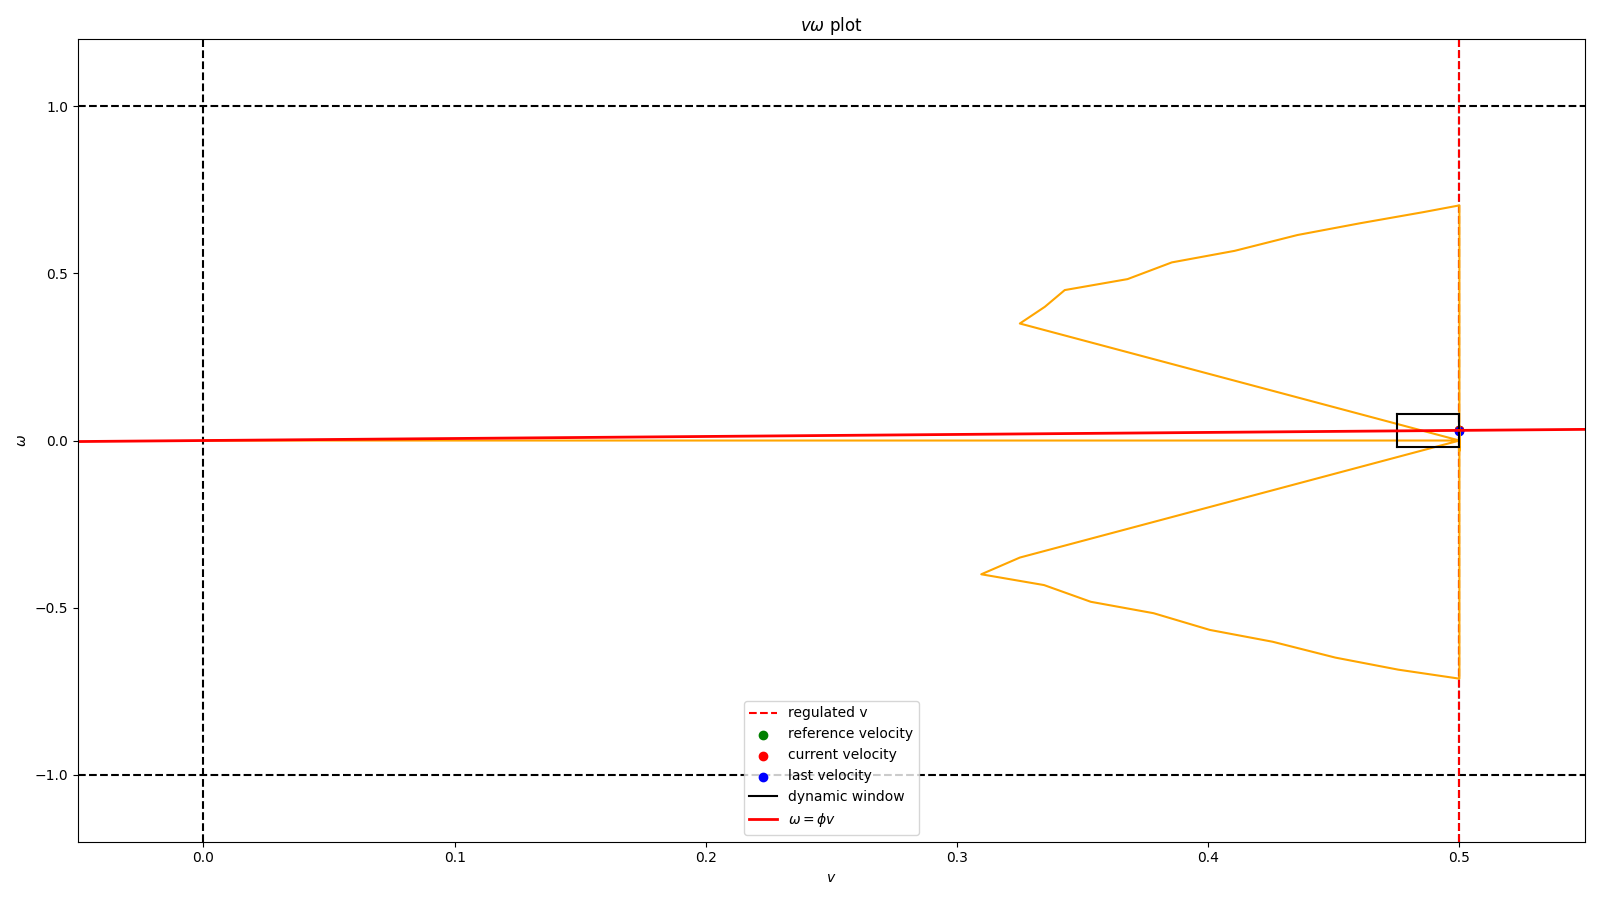 vω plot
1.0
0.5
0.0
−0.5
−1.0
ω
0.0
0.1
0.2
0.3
0.4
0.5
v
regulated v
reference velocity
current velocity
last velocity
dynamic window
ω = ϕv